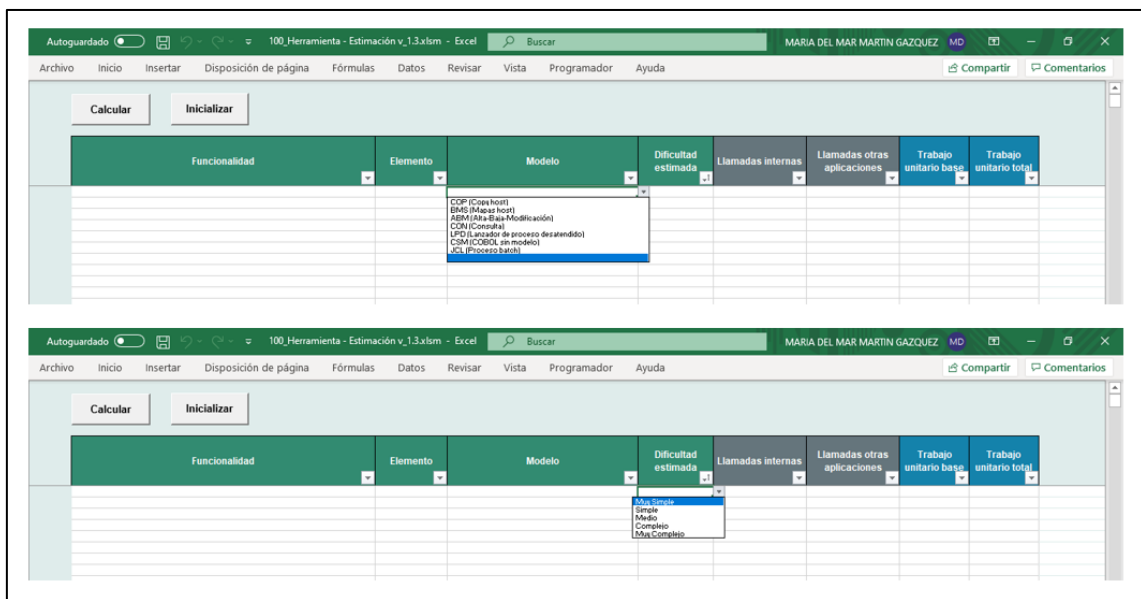 Autoguardado 100_Herramienta - Estimación v_1.3.xlsm - Excel Buscar MARIA DEL MAR MARTIN GAZQUEZ MD
Archivo Inicio Insertar Disposición de página Fórmulas Datos Revisar Vista Programador Ayuda Compartir Comentarios
Calcular Inicializar
Funcionalidad Elemento Modelo Dificultad estimada Llamadas internas Llamadas otras aplicaciones Trabajo unitario base Trabajo unitario total
COP (Copy host)
BMS (Mapas host)
ABM (Alta-Baja-Modificación)
CON (Consulta)
LPD (Lanzador de proceso desatendido)
CSM (COBOL sin modelo)
JCL (Proceso batch)
Autoguardado 100_Herramienta - Estimación v_1.3.xlsm - Excel Buscar MARIA DEL MAR MARTIN GAZQUEZ MD
Archivo Inicio Insertar Disposición de página Fórmulas Datos Revisar Vista Programador Ayuda Compartir Comentarios
Calcular Inicializar
Funcionalidad Elemento Modelo Dificultad estimada Llamadas internas Llamadas otras aplicaciones Trabajo unitario base Trabajo unitario total
Muy Simple
Simple
Medio
Complejo
Muy Complejo